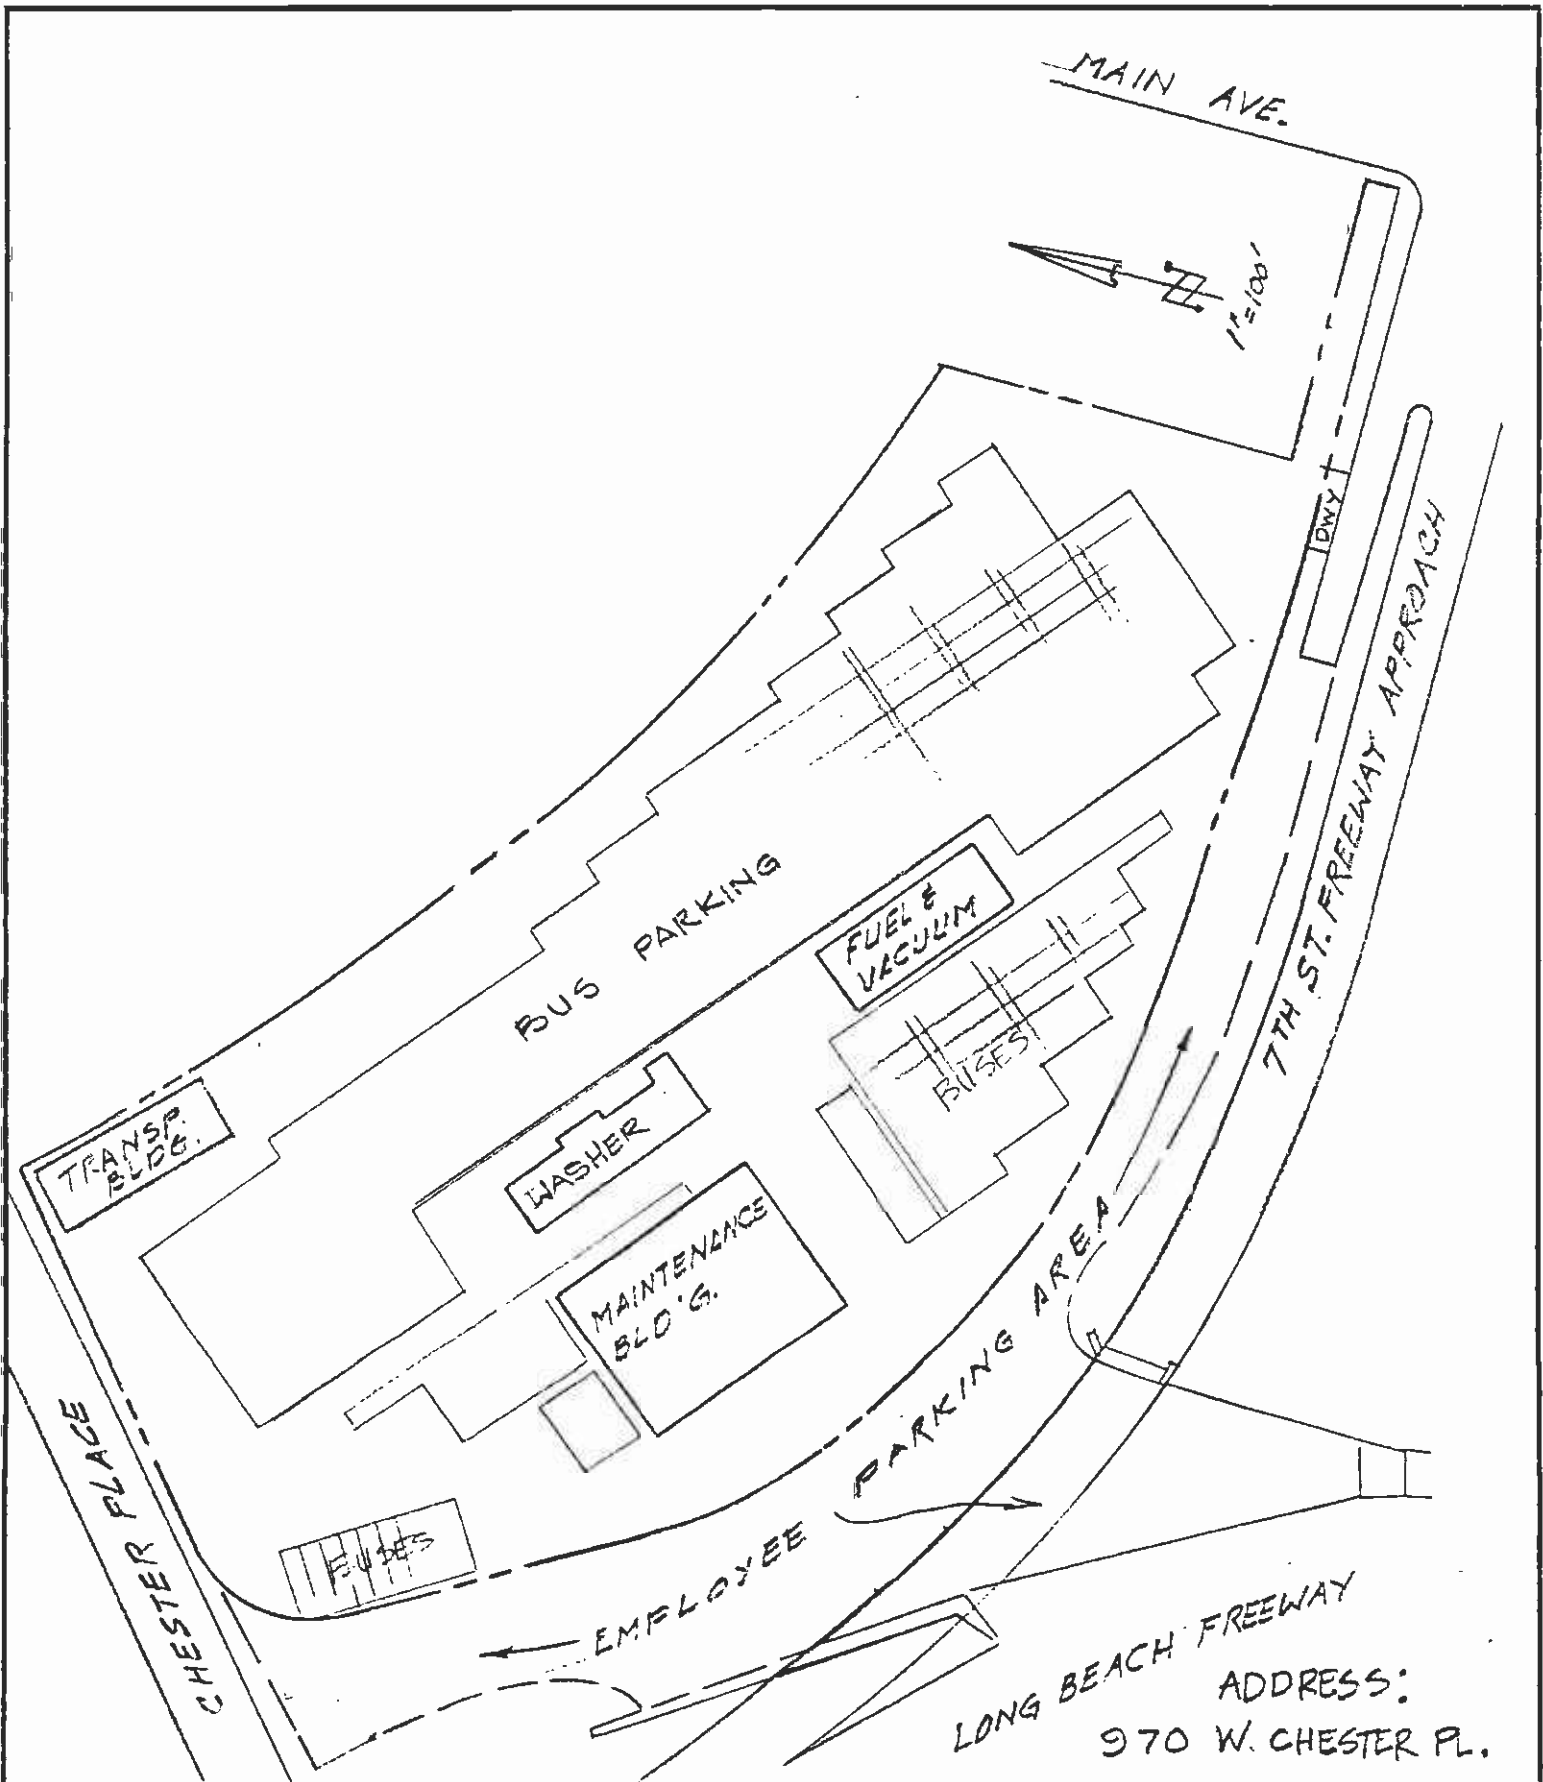 MAIN AVE.
N
1"=100'
DWY
7TH ST. FREEWAY APPROACH
BUS PARKING
FUEL &
VACUUM
BUSES
TRANSP.
BLDG.
WASHER
MAINTENANCE
BLD'G.
CHESTER PLACE
BUSES
EMPLOYEE PARKING AREA
LONG BEACH FREEWAY
ADDRESS:
970 W. CHESTER PL.